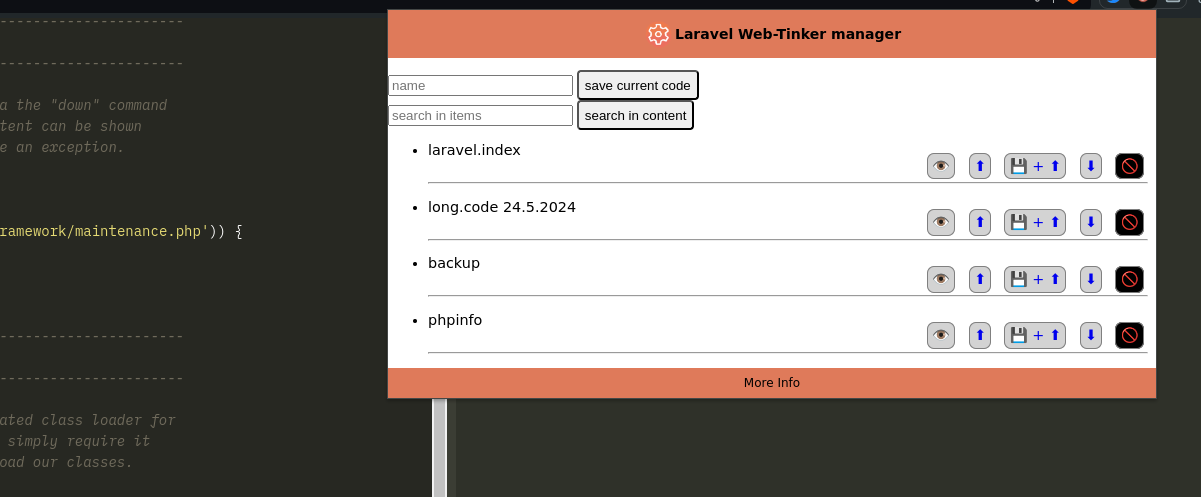 ----------------------
Laravel Web-Tinker manager
----------------------
name save current code
a the "down" command
search in items search in content
tent can be shown
e an exception.
laravel.index
💾 + 
long.code 24.5.2024
💾 + 
ramework/maintenance.php')) {
backup
💾 + 
phpinfo
💾 + 
----------------------
----------------------
More Info
ated class loader for
simply require it
oad our classes.